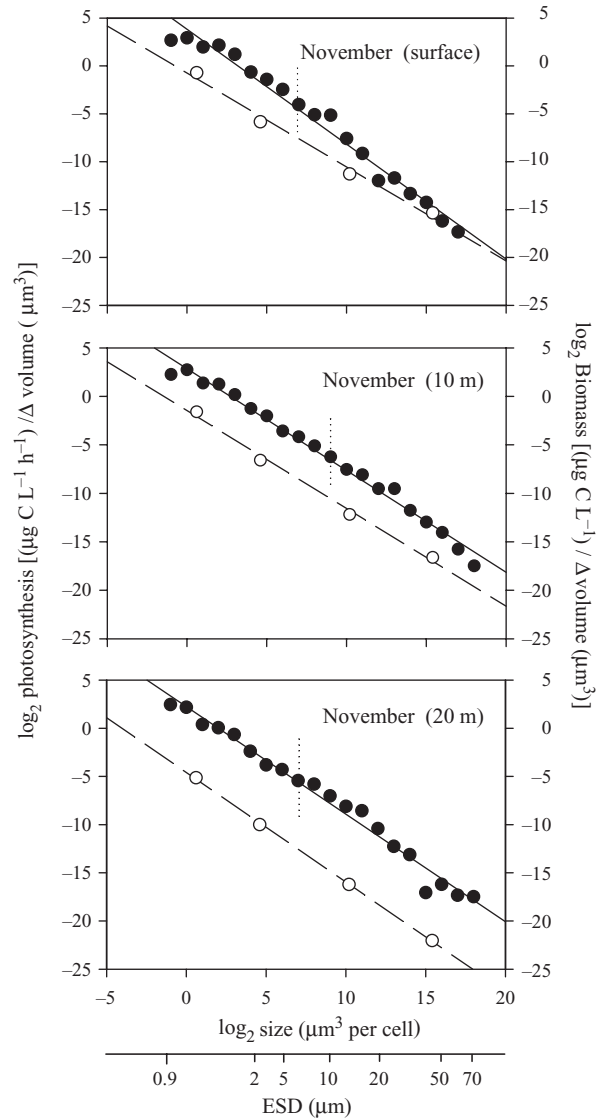 log₂ photosynthesis [(µg C L⁻¹ h⁻¹) /Δ volume ( µm³)]
log₂ Biomass [(µg C L⁻¹) / Δ volume (µm³)]
November (surface)
5 5
0 0
–5 –5
–10 –10
–15 –15
–20 –20
–25 –25
November (10 m)
5 5
0 0
–5 –5
–10 –10
–15 –15
–20 –20
–25 –25
November (20 m)
5 5
0 0
–5 –5
–10 –10
–15 –15
–20 –20
–25 –25
–5 0 5 10 15 20
log₂ size (µm³ per cell)
0.9 2 5 10 20 50 70
ESD (µm)